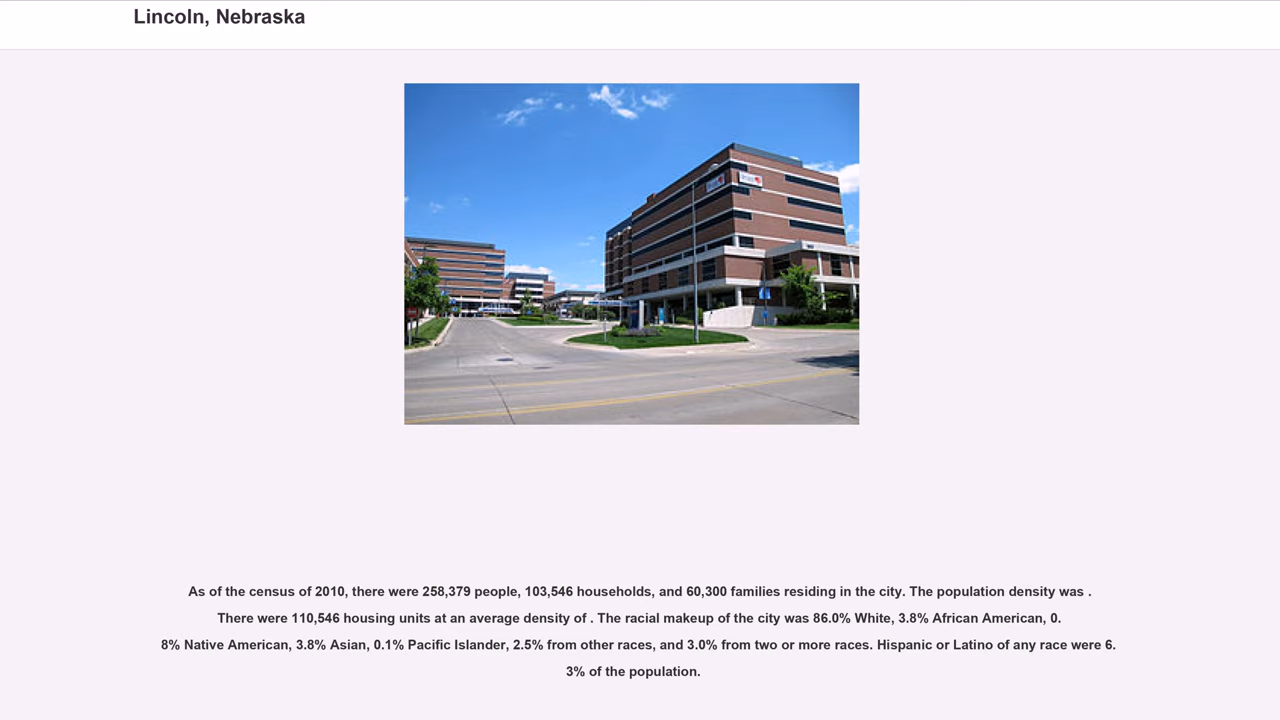 Lincoln, Nebraska
As of the census of 2010, there were 258,379 people, 103,546 households, and 60,300 families residing in the city. The population density was .
There were 110,546 housing units at an average density of . The racial makeup of the city was 86.0% White, 3.8% African American, 0.
8% Native American, 3.8% Asian, 0.1% Pacific Islander, 2.5% from other races, and 3.0% from two or more races. Hispanic or Latino of any race were 6.
3% of the population.